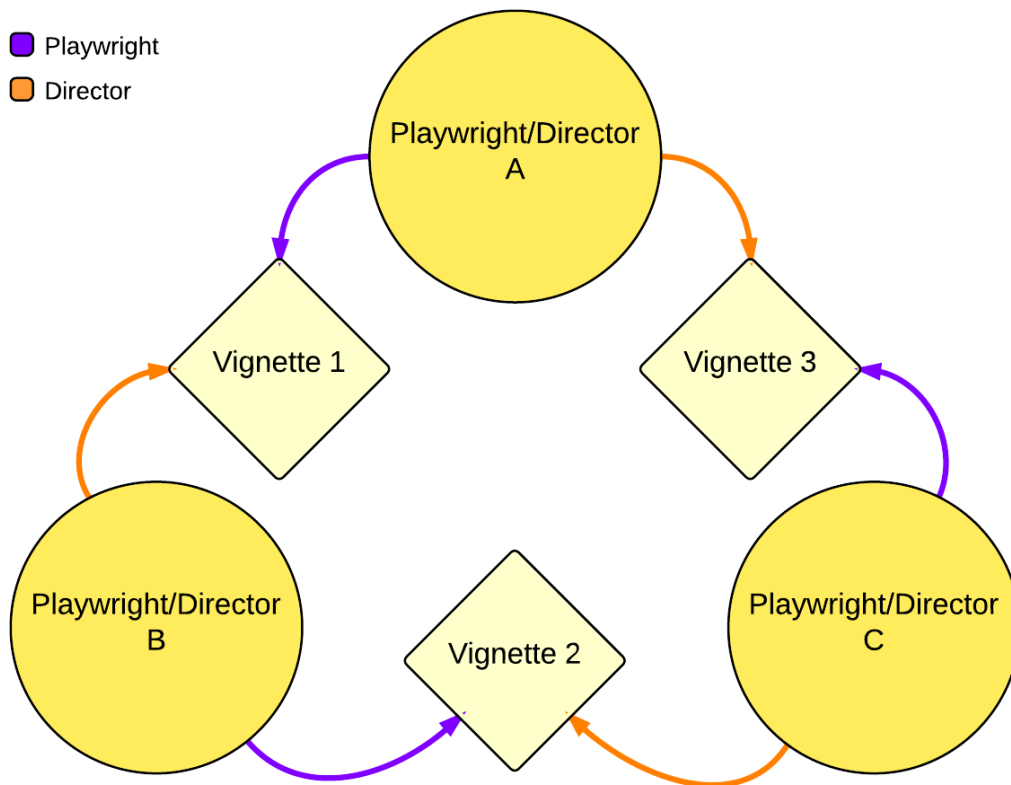 Playwright
Director
Playwright/Director
A
Vignette 1
Vignette 3
Playwright/Director
B
Vignette 2
Playwright/Director
C